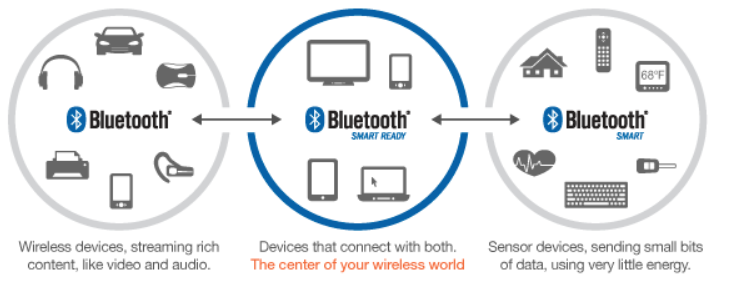 68°F
Bluetooth®
Bluetooth®
SMART READY
Bluetooth®
SMART
Wireless devices, streaming rich
content, like video and audio.
Devices that connect with both.
The center of your wireless world
Sensor devices, sending small bits
of data, using very little energy.